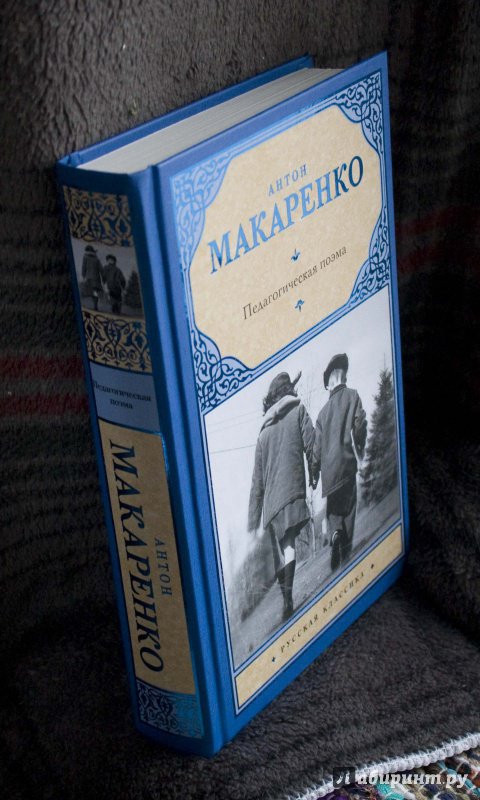 АНТОН
МАКАРЕНКО
Педагогическая поэма
РУССКАЯ КЛАССИКА
Педагогическая
поэма
АНТОН
МАКАРЕНКО
Лабиринт.ру